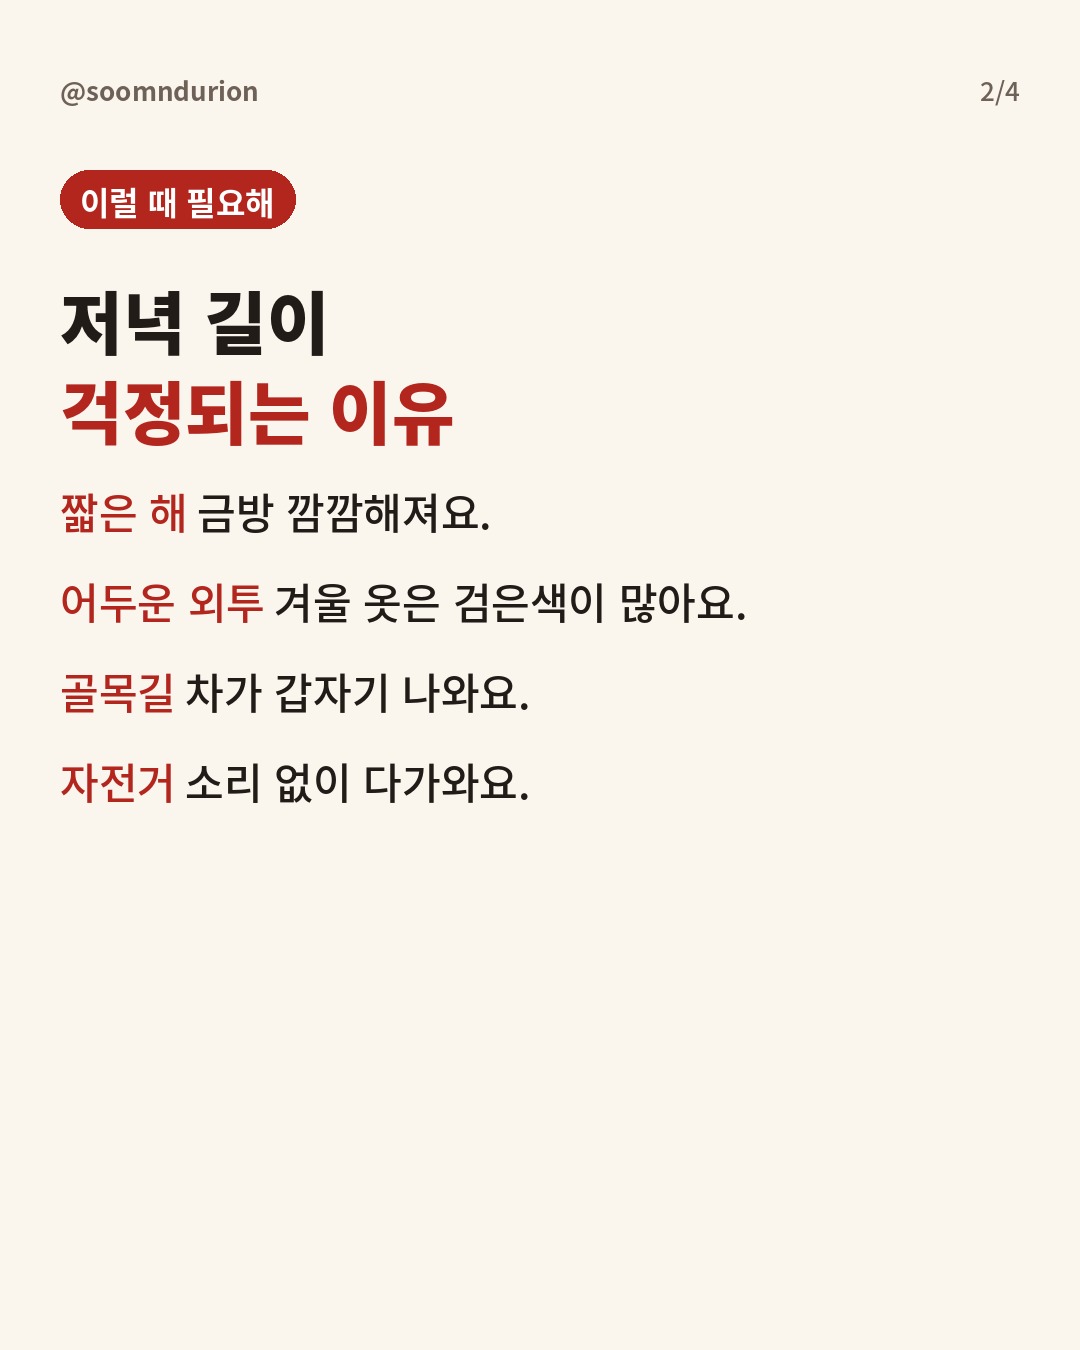 @soomndurion
2/4
이럴 때 필요해
저녁 길이
걱정되는 이유
짧은 해 금방 깜깜해져요.
어두운 외투 겨울 옷은 검은색이 많아요.
골목길 차가 갑자기 나와요.
자전거 소리 없이 다가와요.